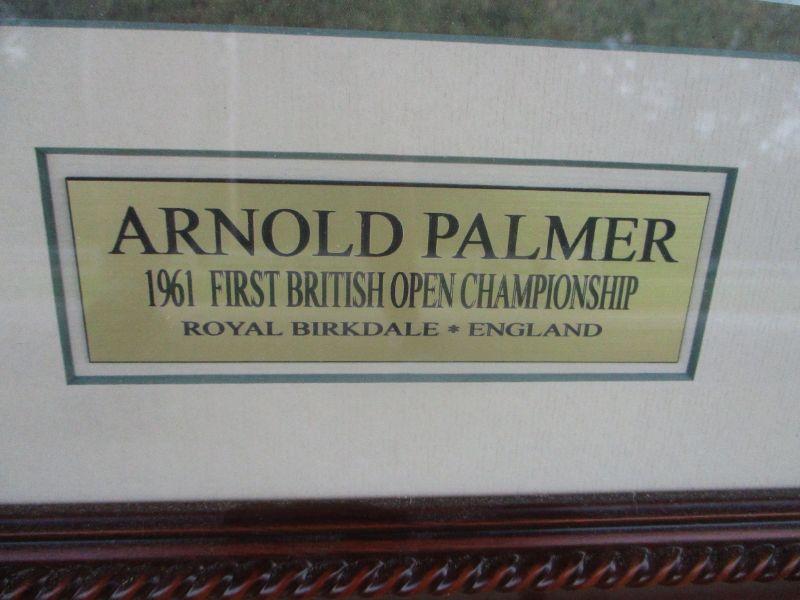 ARNOLD PALMER
1961 FIRST BRITISH OPEN CHAMPIONSHIP
ROYAL BIRKDALE * ENGLAND